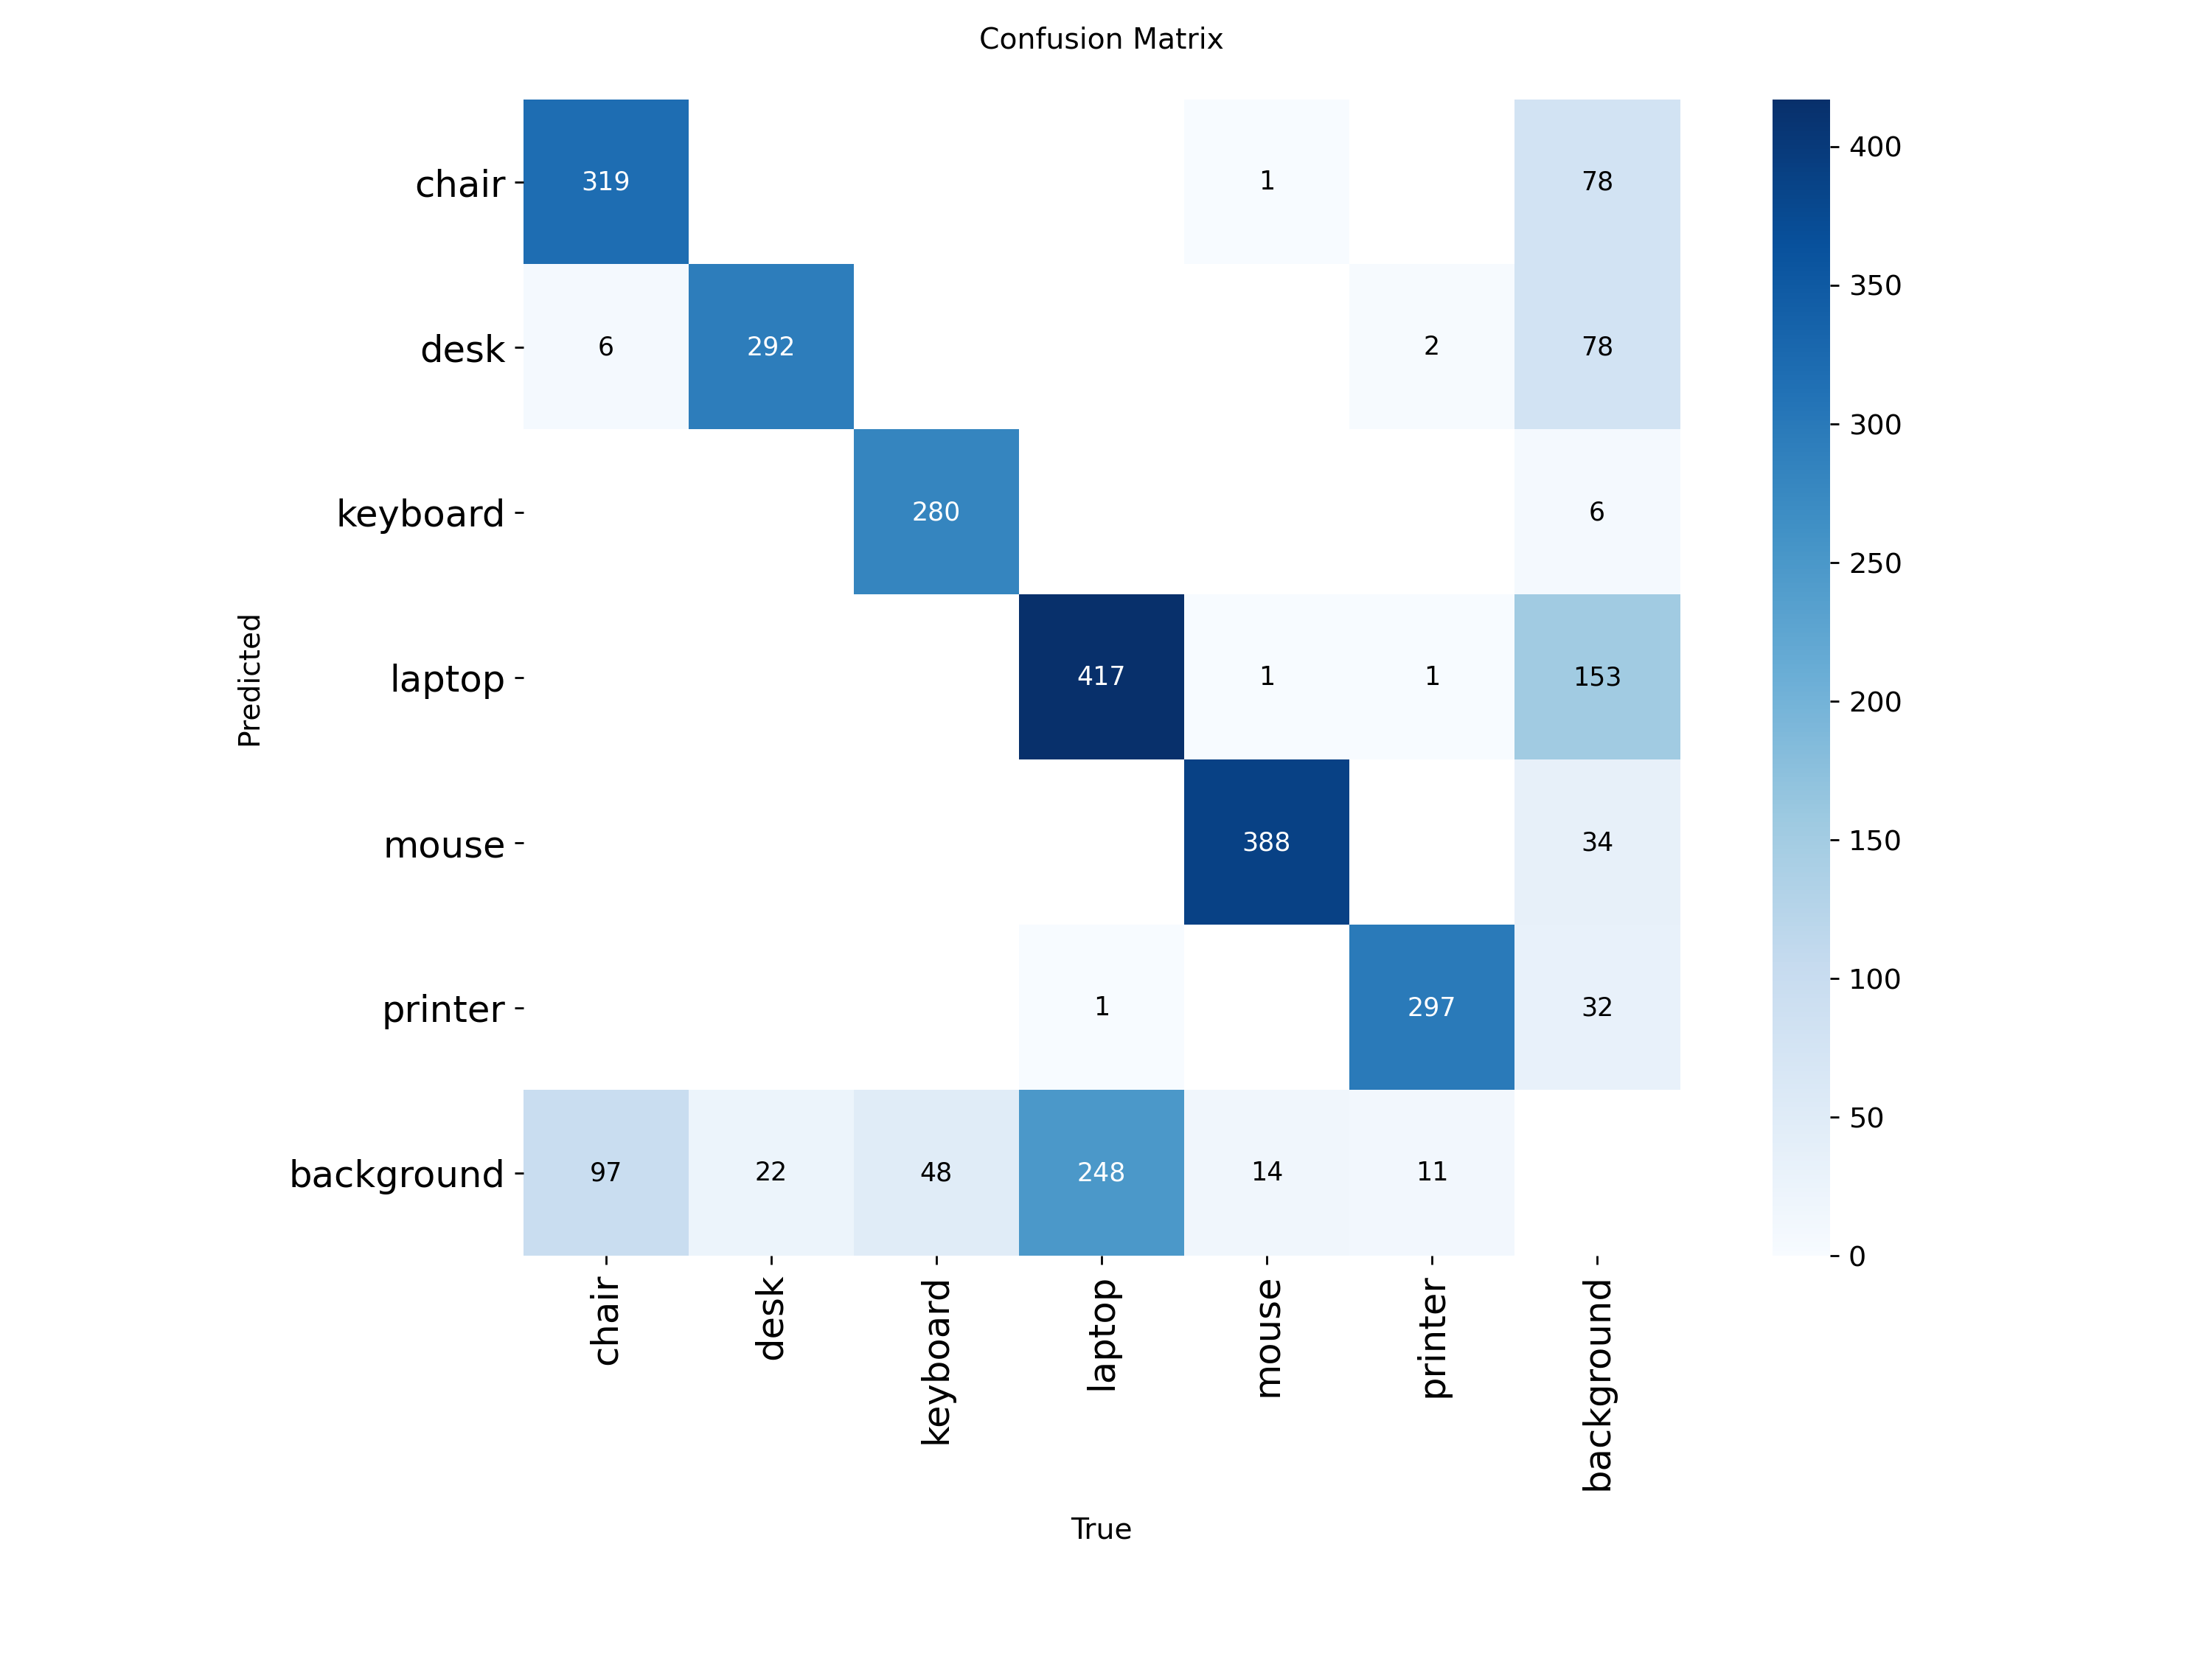 Confusion Matrix
chair 319 1 78
desk 6 292 2 78
keyboard 280 6
laptop 417 1 1 153
mouse 388 34
printer 1 297 32
background 97 22 48 248 14 11
chair desk keyboard laptop mouse printer background
Predicted
True
400
350
300
250
200
150
100
50
0